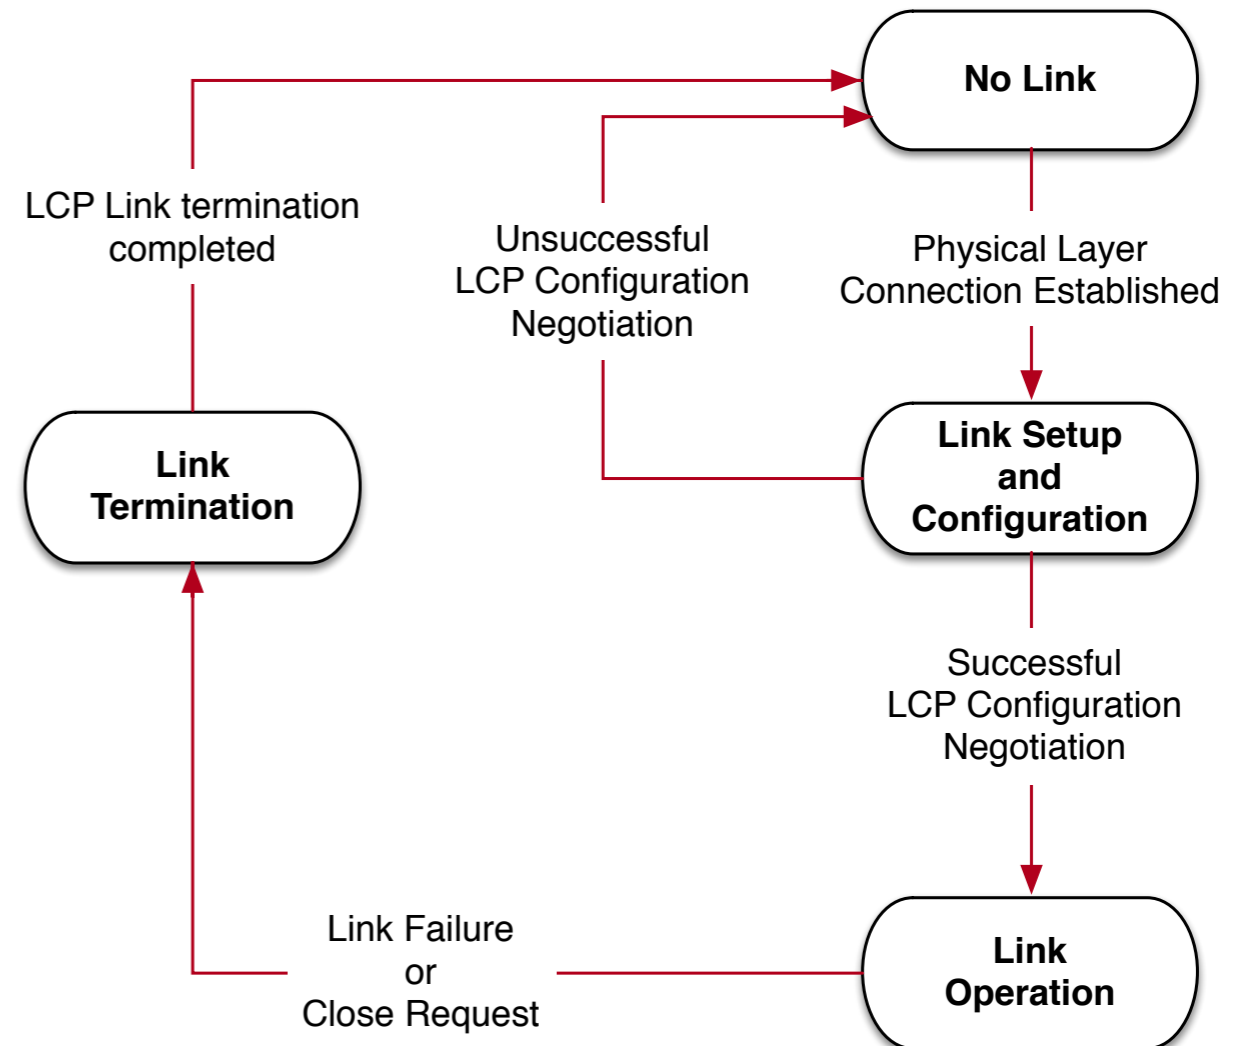 No Link
LCP Link termination
completed
Unsuccessful
LCP Configuration
Negotiation
Physical Layer
Connection Established
Link
Termination
Link Setup
and
Configuration
Successful
LCP Configuration
Negotiation
Link Failure
or
Close Request
Link
Operation